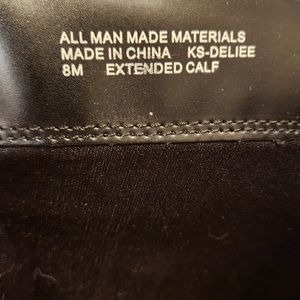 ALL MAN MADE MATERIALS
MADE IN CHINA KS-DELIEE
8M EXTENDED CALF